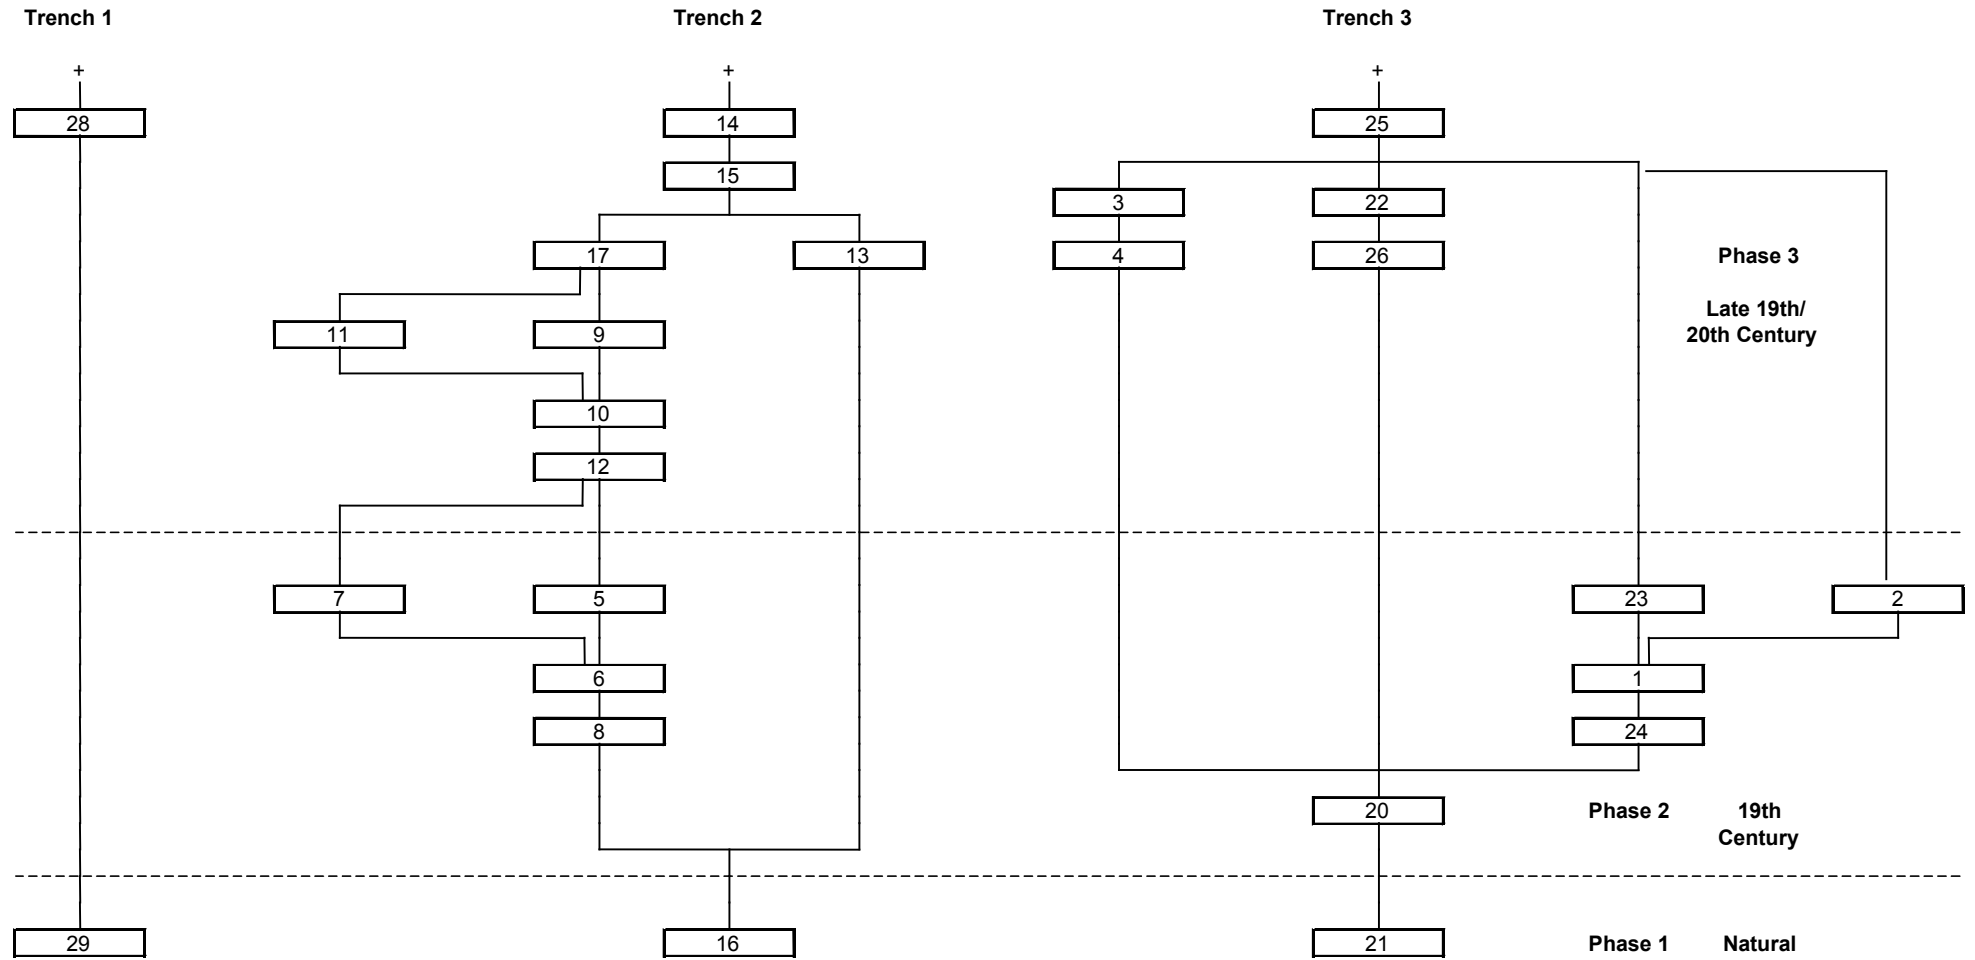 Trench 1 Trench 2 Trench 3
+ + +
28 14 25
15
3 22
17 13 4 26 Phase 3
Late 19th/
11 9 20th Century
10
12
7 5 23 2
6 1
8 24
20 Phase 2 19th
Century
29 16 21 Phase 1 Natural